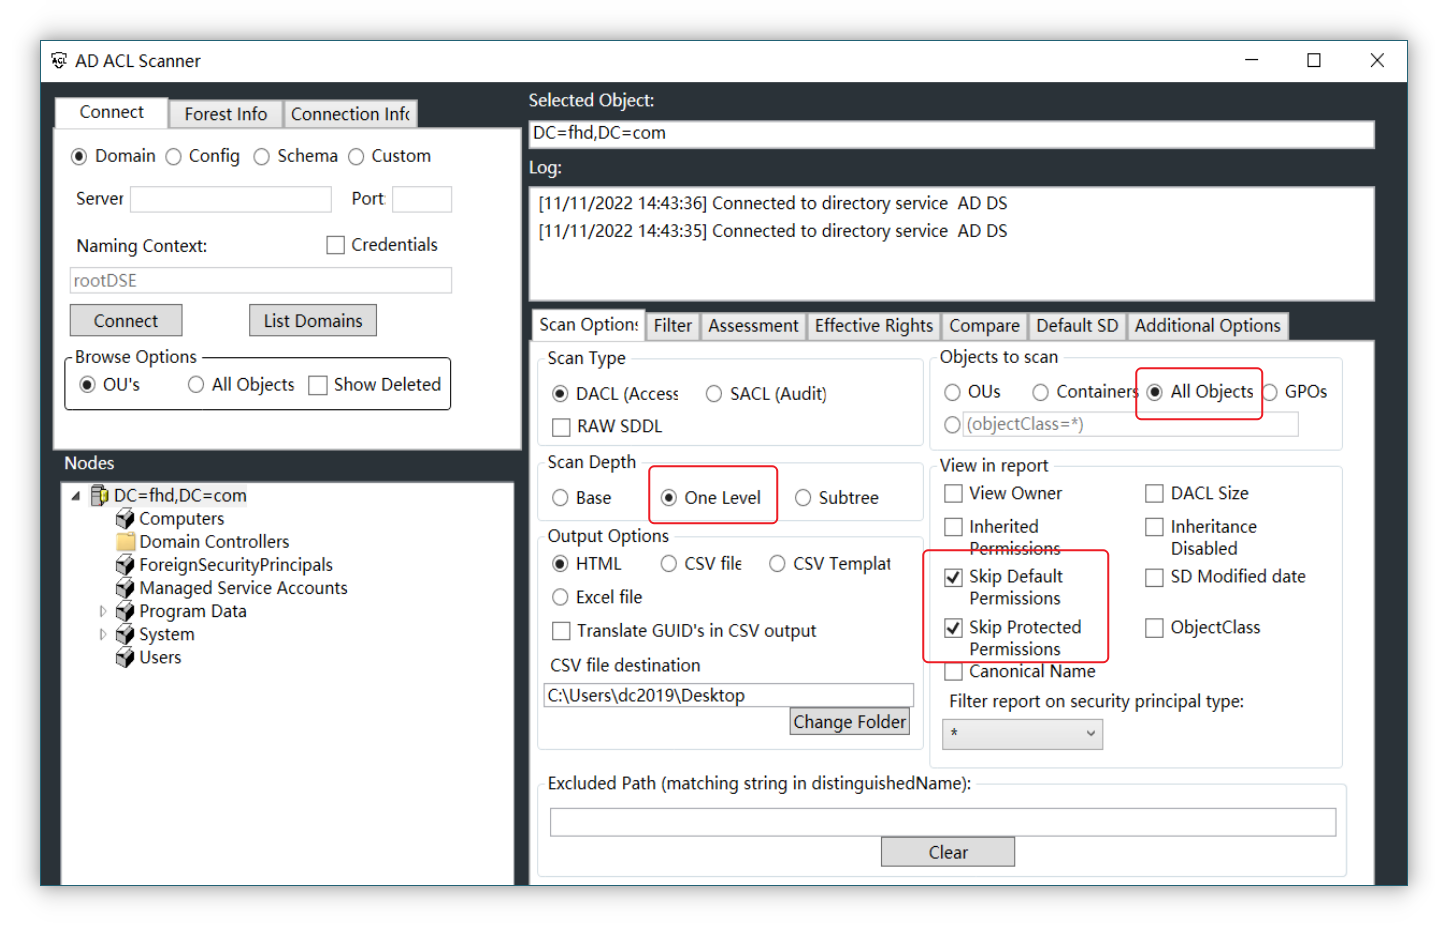 AD ACL Scanner
Connect
Forest Info
Connection Info
Domain
Config
Schema
Custom
Server
Port
Naming Context:
Credentials
rootDSE
Connect
List Domains
Browse Options
OU's
All Objects
Show Deleted
Nodes
DC=fhd,DC=com
Computers
Domain Controllers
ForeignSecurityPrincipals
Managed Service Accounts
Program Data
System
Users
Selected Object:
DC=fhd,DC=com
Log:
[11/11/2022 14:43:36] Connected to directory service  AD DS
[11/11/2022 14:43:35] Connected to directory service  AD DS
Scan Options
Filter
Assessment
Effective Rights
Compare
Default SD
Additional Options
Scan Type
DACL (Access
SACL (Audit)
RAW SDDL
Scan Depth
Base
One Level
Subtree
Output Options
HTML
CSV file
CSV Templat
Excel file
Translate GUID's in CSV output
CSV file destination
C:\Users\dc2019\Desktop
Change Folder
Objects to scan
OUs
Containers
All Objects
GPOs
(objectClass=*)
View in report
View Owner
DACL Size
Inherited
Permissions
Inheritance
Disabled
Skip Default
Permissions
SD Modified date
Skip Protected
Permissions
ObjectClass
Canonical Name
Filter report on security principal type:
*
Excluded Path (matching string in distinguishedName):
Clear